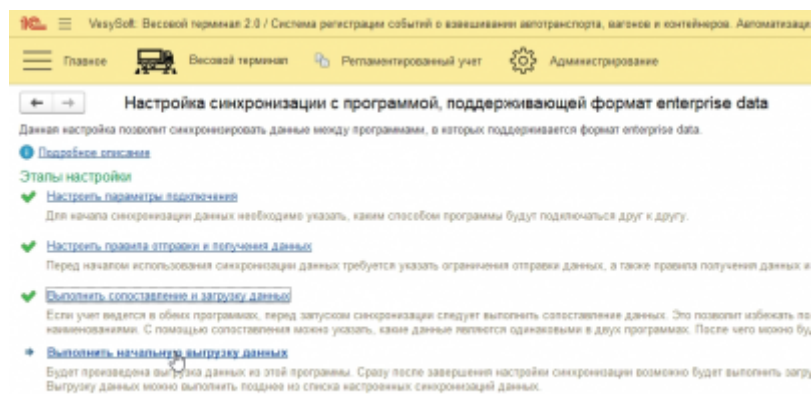 1С
VesySoft: Весовой терминал 2.0 / Система регистрации событий о взвешивании автотранспорта, вагонов и контейнеров. Автоматизаци
Главное Весовой терминал Регламентированный учет Администрирование
Настройка синхронизации с программой, поддерживающей формат enterprise data
Данная настройка позволит синхронизировать данные между программами, в которых поддерживается формат enterprise data.
Подробное описание
Этапы настройки
Настроить параметры подключения
Для начала синхронизации данных необходимо указать, каким способом программы будут подключаться друг к другу.
Настроить правила отправки и получения данных
Перед началом использования синхронизации данных требуется указать ограничения отправки данных, а также правила получения данных и
Выполнить сопоставление и загрузку данных
Если учет ведется в обеих программах, перед запуском синхронизации следует выполнить сопоставление данных. Это позволит избежать по
наименованиями. С помощью сопоставления можно указать, какие данные являются одинаковыми в двух программах. После чего можно бу
Выполнить начальную выгрузку данных
Будет произведена выгрузка данных из этой программы. Сразу после завершения настройки синхронизации возможно будет выполнить загру
Выгрузку данных можно выполнить позднее из списка настроенных синхронизаций данных.